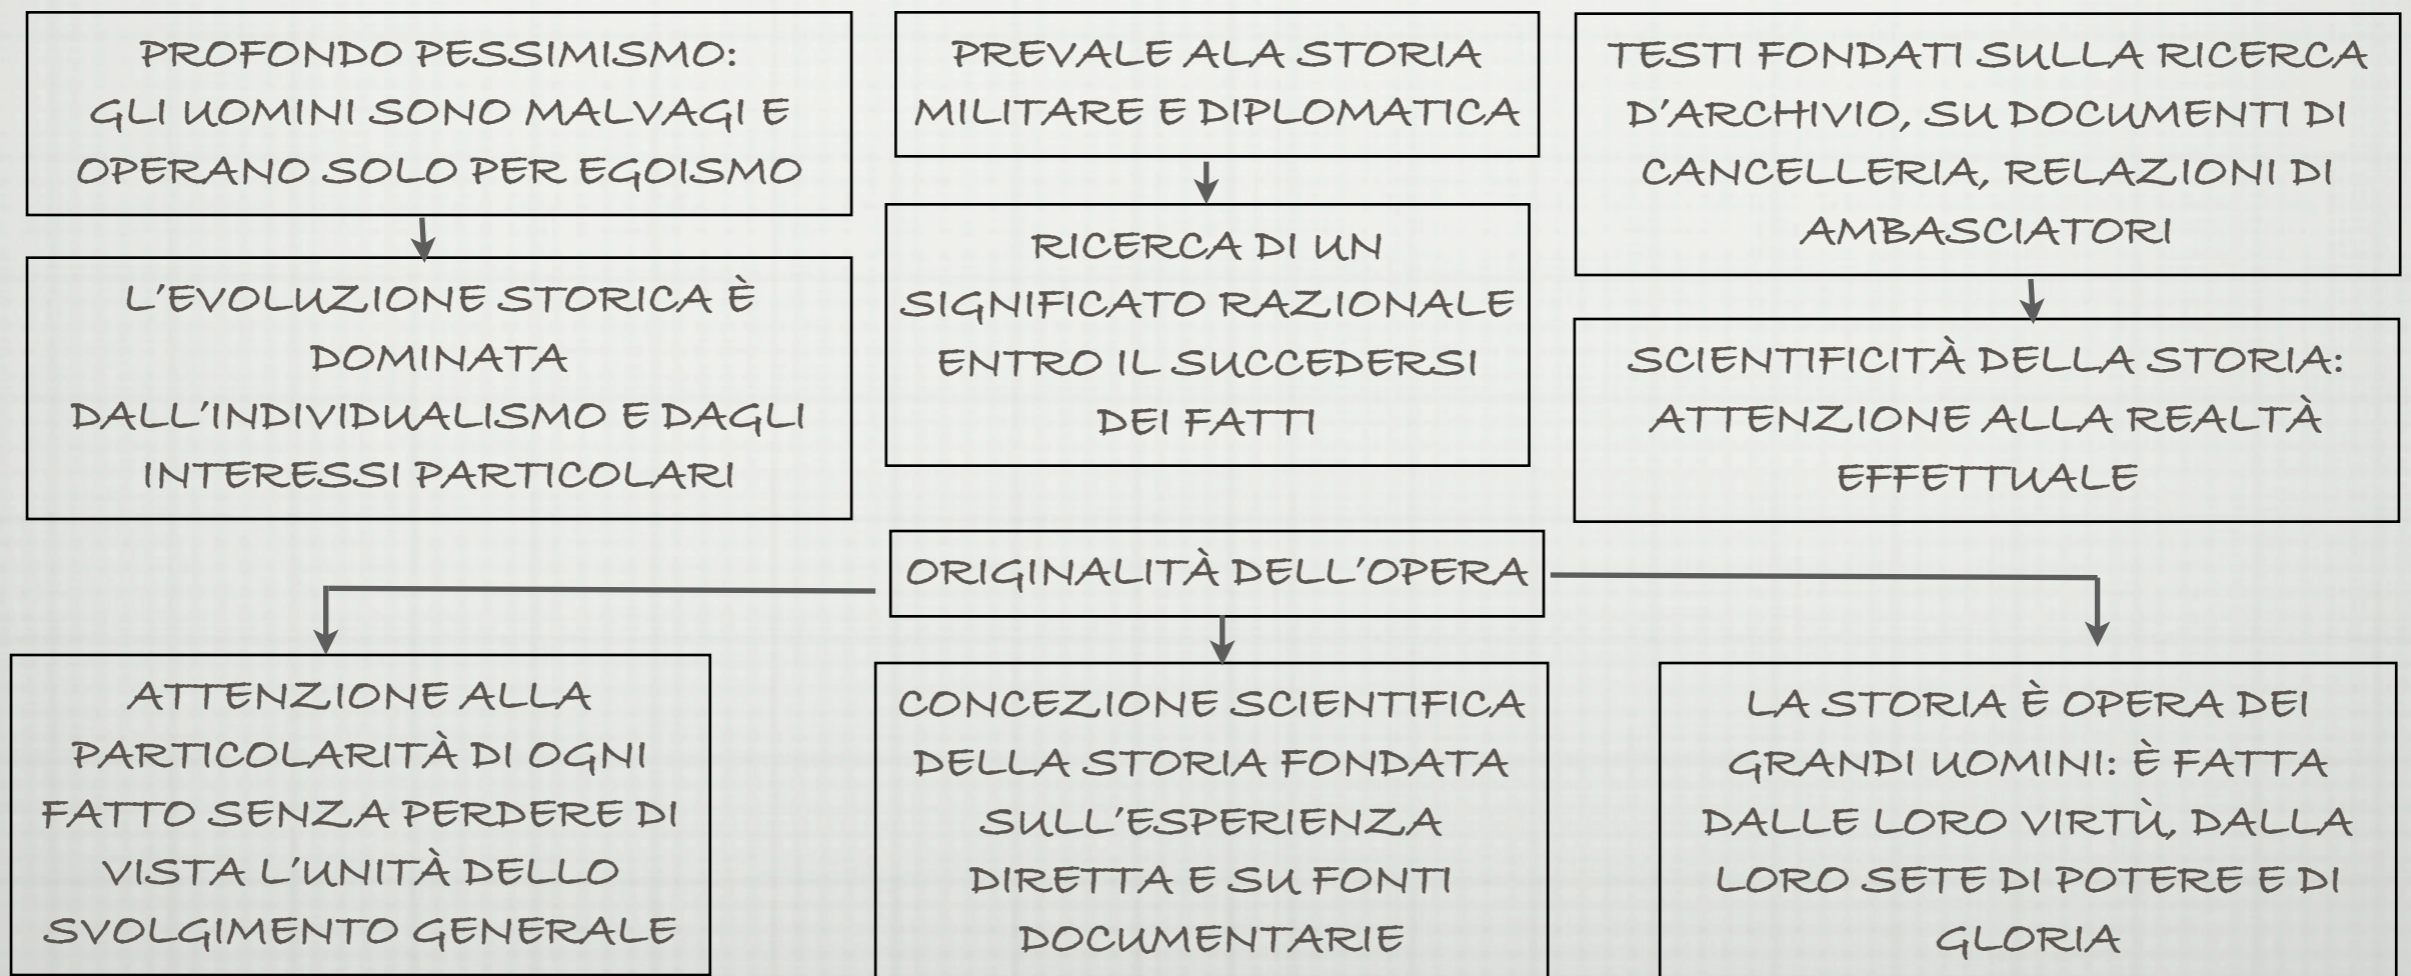 PROFONDO PESSIMISMO:
GLI UOMINI SONO MALVAGI E
OPERANO SOLO PER EGOISMO
L'EVOLUZIONE STORICA È
DOMINATA
DALL'INDIVIDUALISMO E DAGLI
INTERESSI PARTICOLARI
PREVALE ALA STORIA
MILITARE E DIPLOMATICA
RICERCA DI UN
SIGNIFICATO RAZIONALE
ENTRO IL SUCCEDERSI
DEI FATTI
TESTI FONDATI SULLA RICERCA
D'ARCHIVIO, SU DOCUMENTI DI
CANCELLERIA, RELAZIONI DI
AMBASCIATORI
SCIENTIFICITÀ DELLA STORIA:
ATTENZIONE ALLA REALTÀ
EFFETTUALE
ORIGINALITÀ DELL'OPERA
ATTENZIONE ALLA
PARTICOLARITÀ DI OGNI
FATTO SENZA PERDERE DI
VISTA L'UNITÀ DELLO
SVOLGIMENTO GENERALE
CONCEZIONE SCIENTIFICA
DELLA STORIA FONDATA
SULL'ESPERIENZA
DIRETTA E SU FONTI
DOCUMENTARIE
LA STORIA È OPERA DEI
GRANDI UOMINI: È FATTA
DALLE LORO VIRTÙ, DALLA
LORO SETE DI POTERE E DI
GLORIA